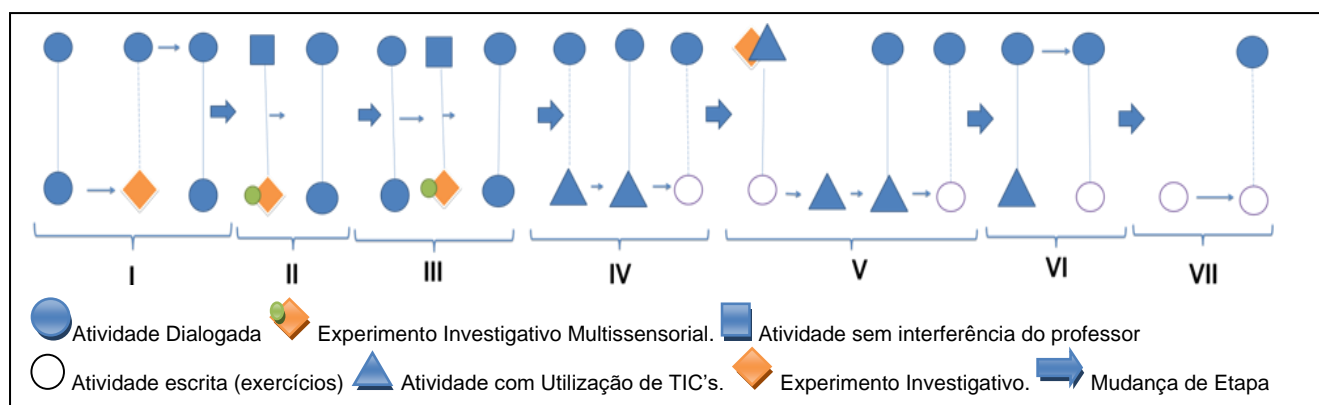 I II III IV V VI VII
Atividade Dialogada Experimento Investigativo Multissensorial. Atividade sem interferência do professor
Atividade escrita (exercícios) Atividade com Utilização de TIC's. Experimento Investigativo. Mudança de Etapa